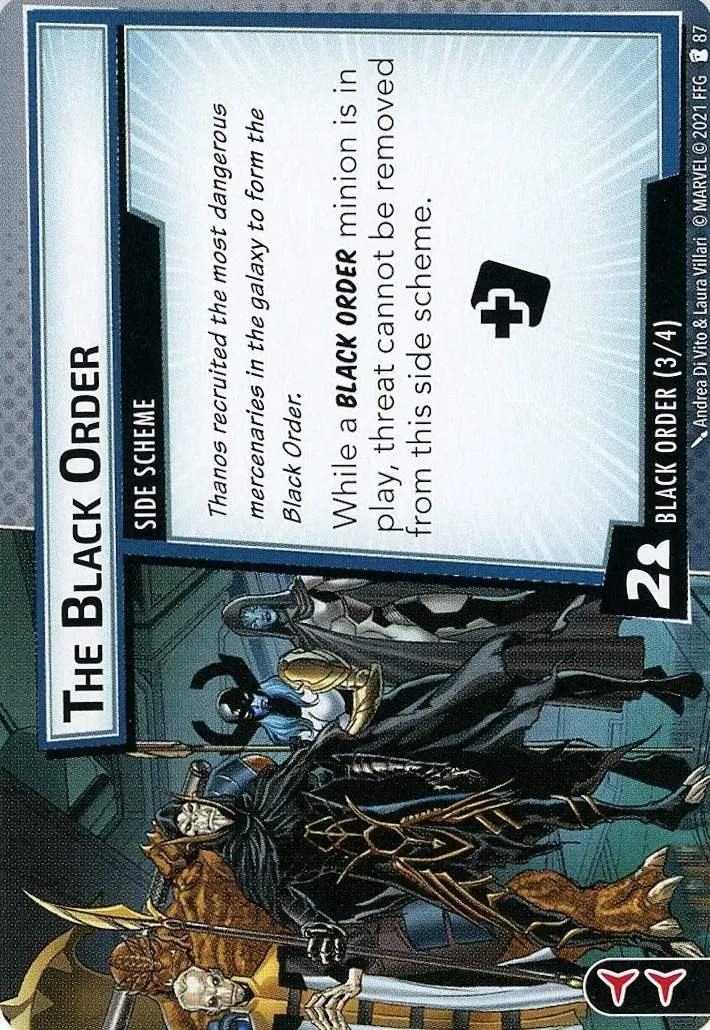 THE BLACK ORDER
SIDE SCHEME
Thanos recruited the most dangerous
mercenaries in the galaxy to form the
Black Order.
While a BLACK ORDER minion is in
play, threat cannot be removed
from this side scheme.
2
BLACK ORDER (3/4)
Andrea Di Vito & Laura Villari © MARVEL © 2021 FFG 87